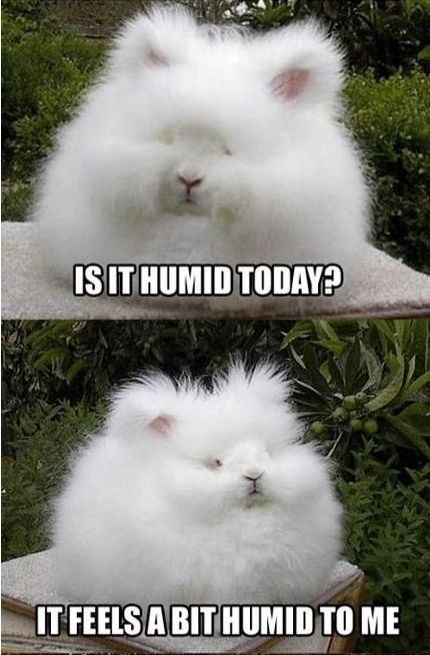 IS IT HUMID TODAY?
IT FEELS A BIT HUMID TO ME